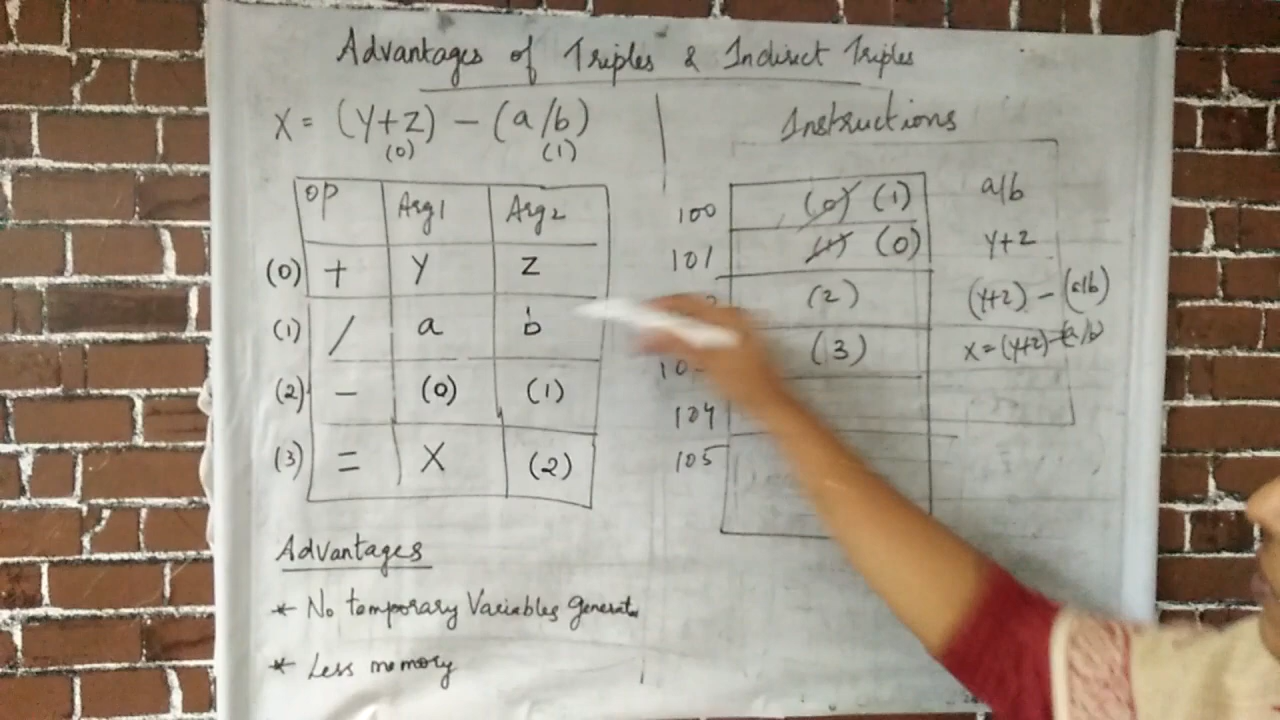 Advantages of Triples & Indirect Triples
X = (Y+Z) - (a/b)
(0) (1)
OP Arg1 Arg2
(0) + Y Z
(1) / a b
(2) - (0) (1)
(3) = X (2)
Advantages
* No temporary Variables Generate
* Less memory
Instructions
100 (0) (1) a/b
101 (1) (0) Y+Z
(2) (Y+Z) - (a/b)
(3) X=(Y+Z)-(a/b)
104
105